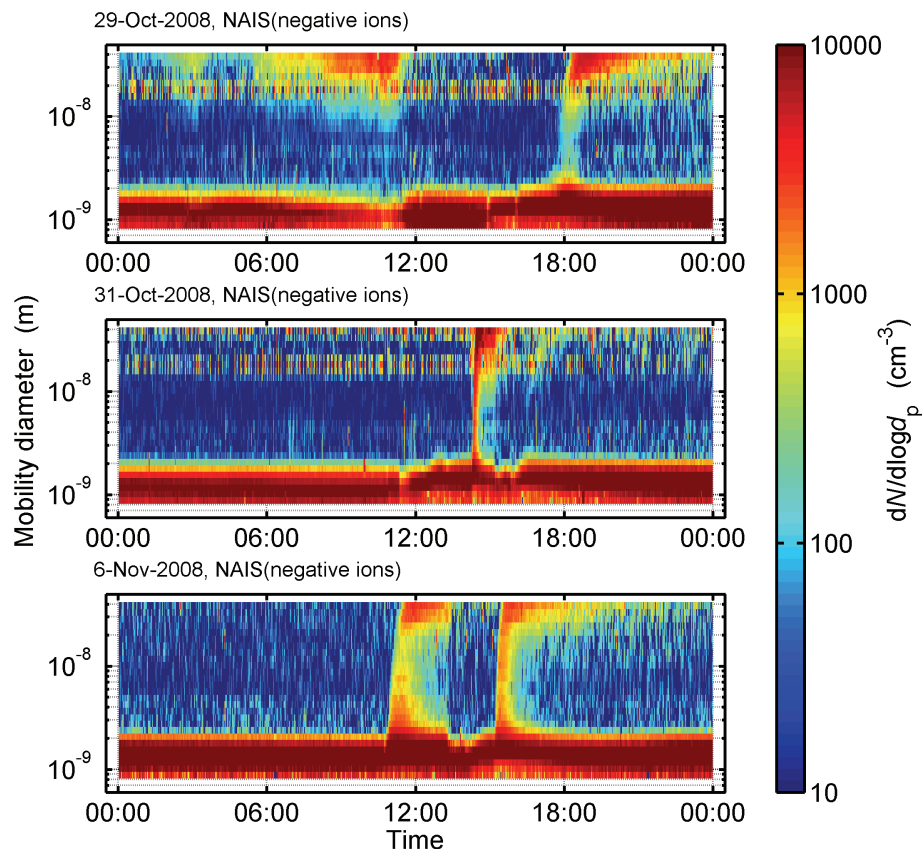 29-Oct-2008, NAIS(negative ions)
10⁻⁸
10⁻⁹
00:00 06:00 12:00 18:00 00:00
31-Oct-2008, NAIS(negative ions)
Mobility diameter (m)
10⁻⁸
10⁻⁹
00:00 06:00 12:00 18:00 00:00
6-Nov-2008, NAIS(negative ions)
10⁻⁸
10⁻⁹
00:00 06:00 12:00 18:00 00:00
Time
10000
1000
100
10
dN/dlogdₚ (cm⁻³)